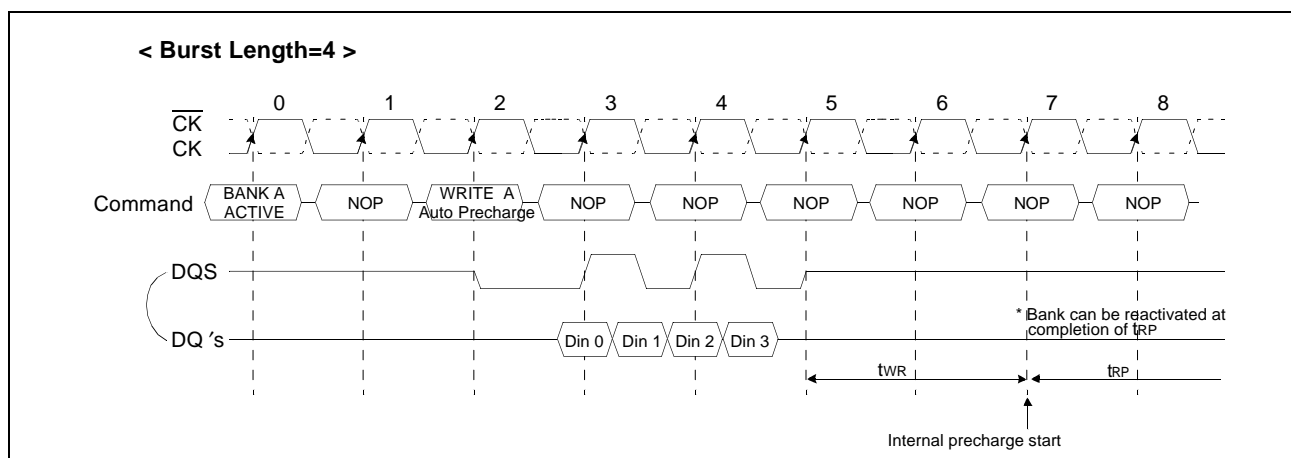 < Burst Length=4 >
0 1 2 3 4 5 6 7 8
CK
CK
Command
BANK A
ACTIVE
NOP
WRITE A
Auto Precharge
NOP
NOP
NOP
NOP
NOP
NOP
DQS
* Bank can be reactivated at
completion of tRP
DQ ′s
Din 0 Din 1 Din 2 Din 3
tWR
tRP
Internal precharge start